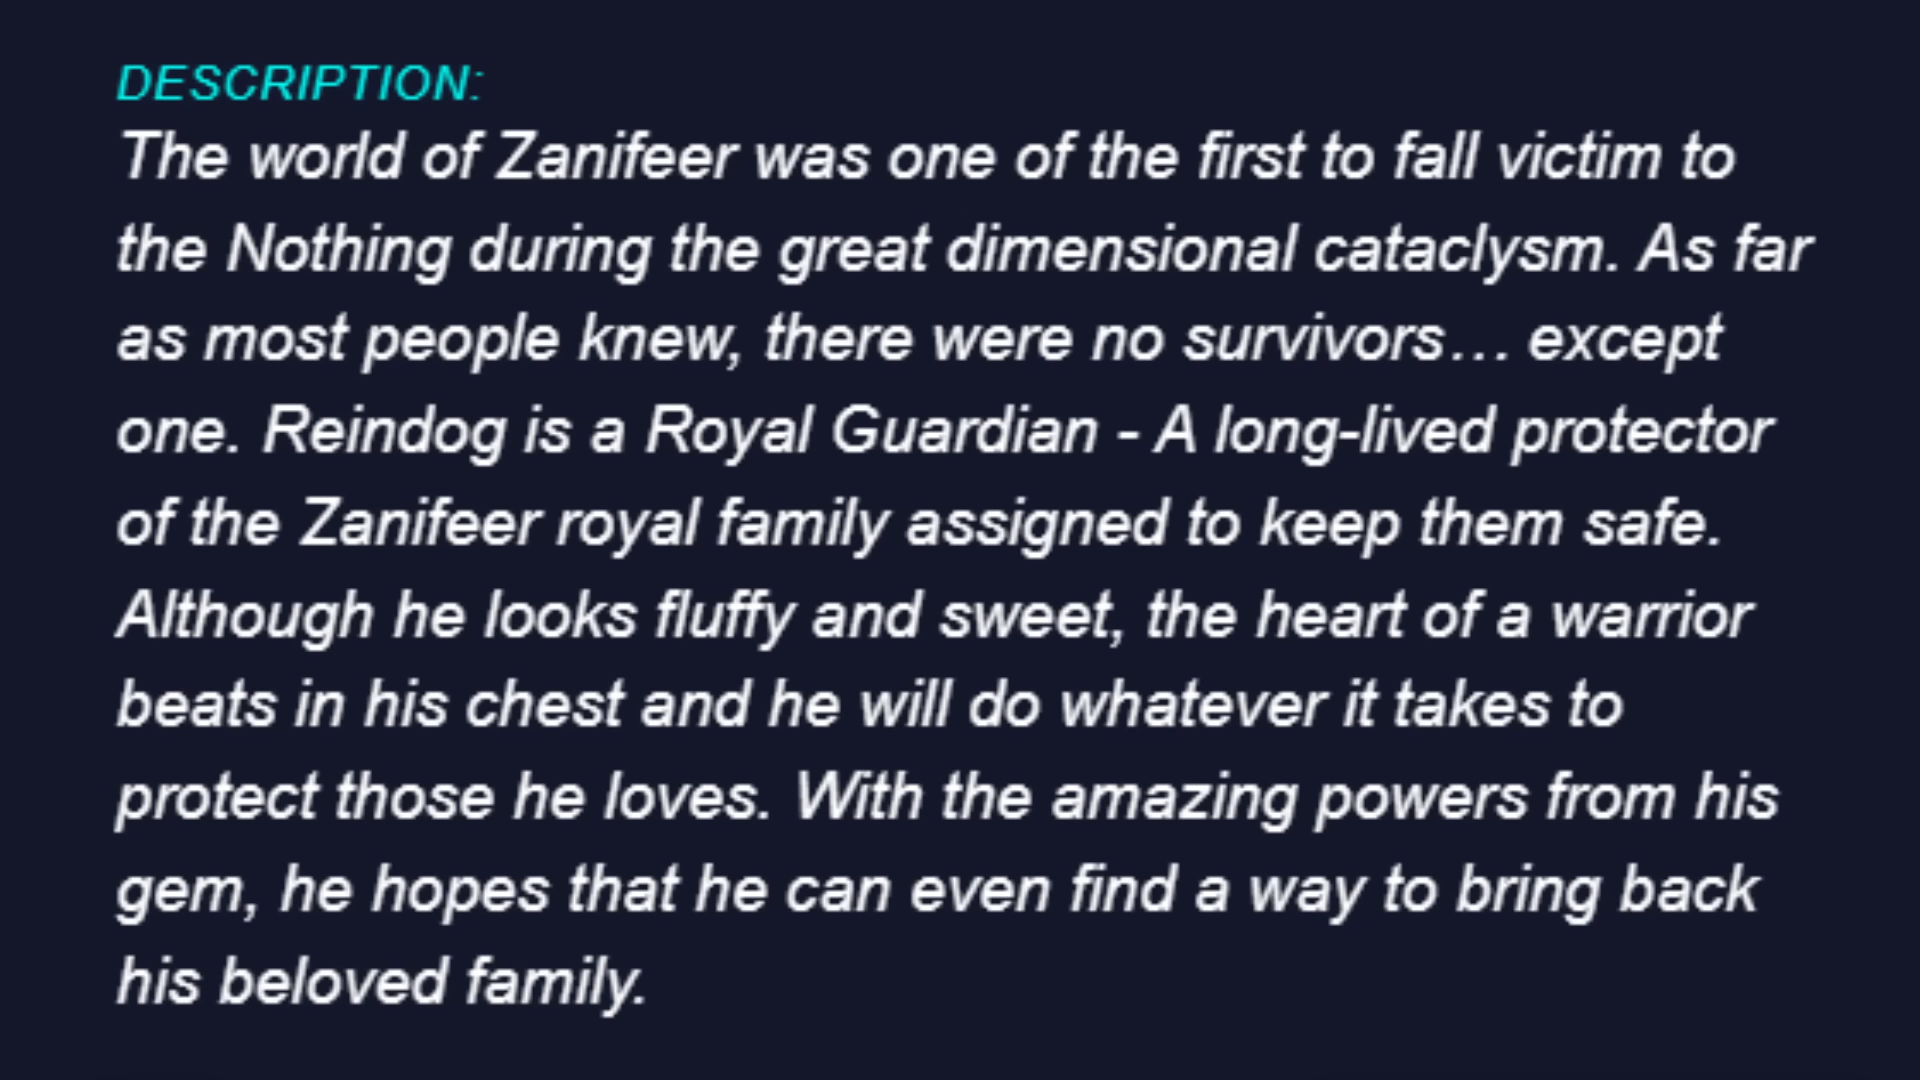 DESCRIPTION:
The world of Zanifeer was one of the first to fall victim to
the Nothing during the great dimensional cataclysm. As far
as most people knew, there were no survivors… except
one. Reindog is a Royal Guardian - A long-lived protector
of the Zanifeer royal family assigned to keep them safe.
Although he looks fluffy and sweet, the heart of a warrior
beats in his chest and he will do whatever it takes to
protect those he loves. With the amazing powers from his
gem, he hopes that he can even find a way to bring back
his beloved family.